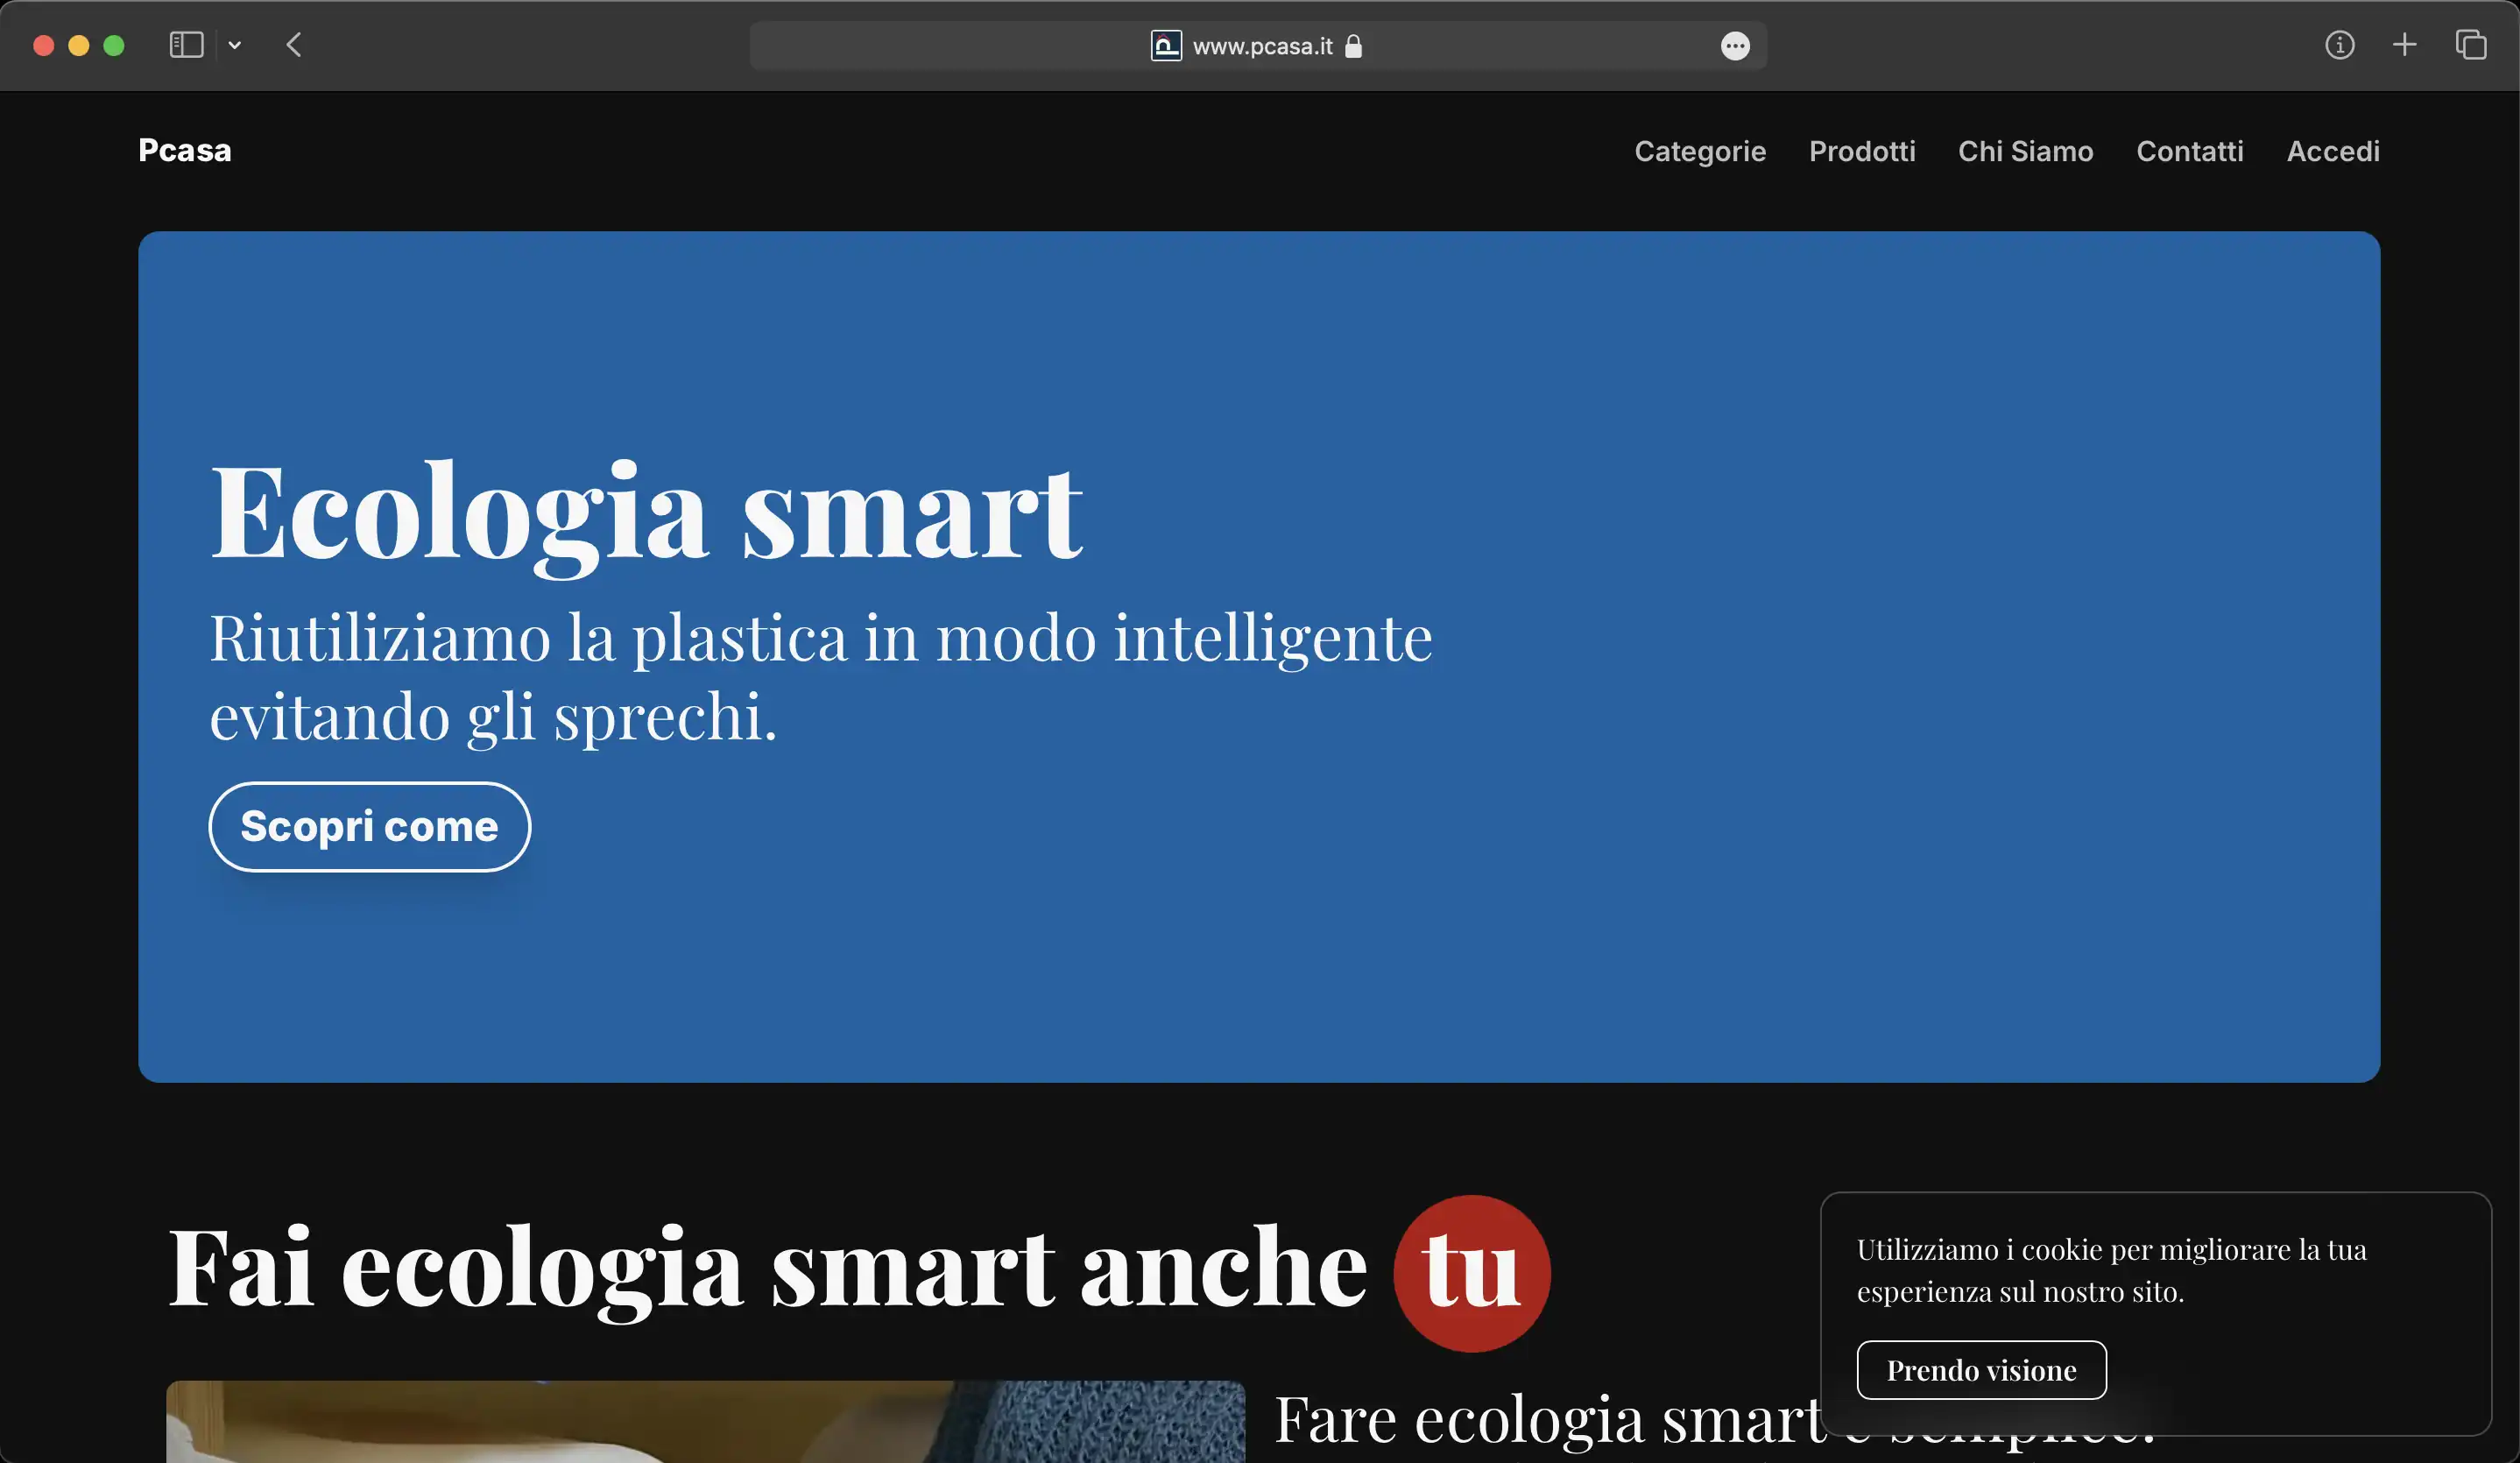 www.pcasa.it
Pcasa
Categorie Prodotti Chi Siamo Contatti Accedi
Ecologia smart
Riutiliziamo la plastica in modo intelligente
evitando gli sprechi.
Scopri come
Fai ecologia smart anche tu
Utilizziamo i cookie per migliorare la tua
esperienza sul nostro sito.
Prendo visione
Fare ecologia smart è semplice!